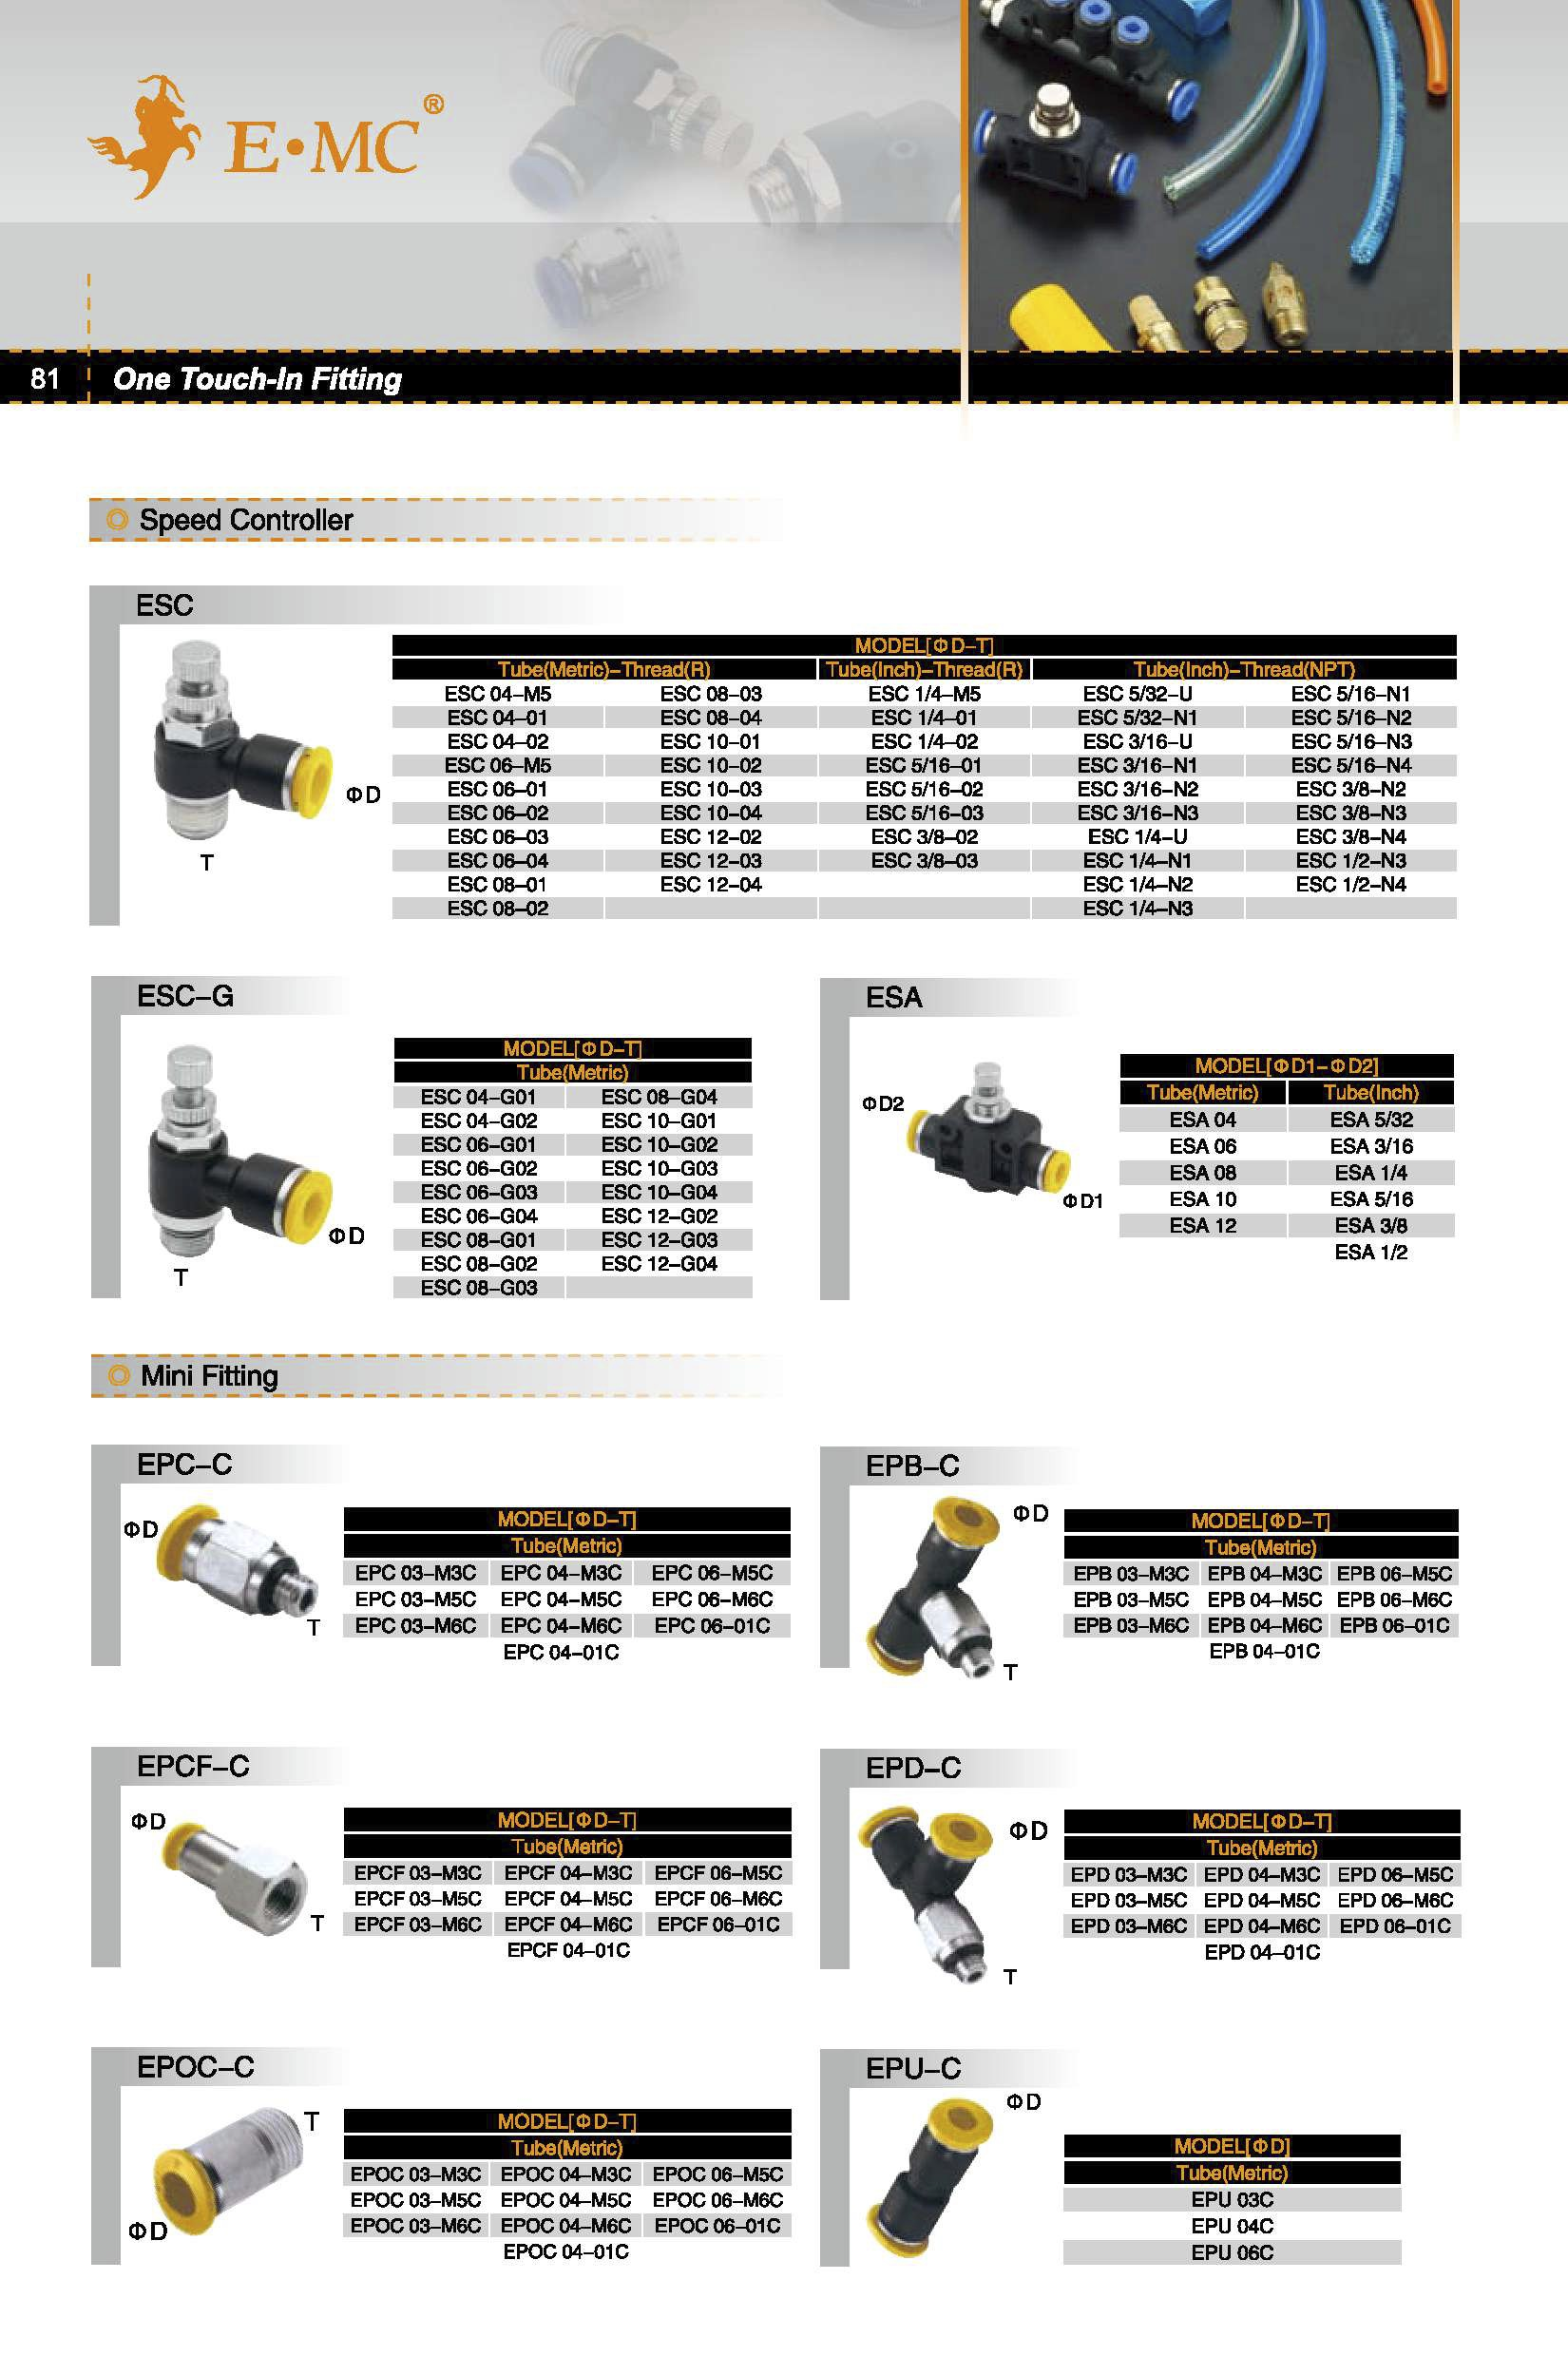 E•MC®
81 One Touch-In Fitting
Speed Controller
ESC
MODEL[ΦD–T]
Tube(Metric)–Thread(R) Tube(Inch)–Thread(R) Tube(Inch)–Thread(NPT)
ESC 04–M5 ESC 08–03 ESC 1/4–M5 ESC 5/32–U ESC 5/16–N1
ESC 04–01 ESC 08–04 ESC 1/4–01 ESC 5/32–N1 ESC 5/16–N2
ESC 04–02 ESC 10–01 ESC 1/4–02 ESC 3/16–U ESC 5/16–N3
ESC 06–M5 ESC 10–02 ESC 5/16–01 ESC 3/16–N1 ESC 5/16–N4
ESC 06–01 ESC 10–03 ESC 5/16–02 ESC 3/16–N2 ESC 3/8–N2
ESC 06–02 ESC 10–04 ESC 5/16–03 ESC 3/16–N3 ESC 3/8–N3
ESC 06–03 ESC 12–02 ESC 3/8–02 ESC 1/4–U ESC 3/8–N4
ESC 06–04 ESC 12–03 ESC 3/8–03 ESC 1/4–N1 ESC 1/2–N3
ESC 08–01 ESC 12–04 ESC 1/4–N2 ESC 1/2–N4
ESC 08–02 ESC 1/4–N3
ΦD
T
ESC–G
MODEL[ΦD–T]
Tube(Metric)
ESC 04–G01 ESC 08–G04
ESC 04–G02 ESC 10–G01
ESC 06–G01 ESC 10–G02
ESC 06–G02 ESC 10–G03
ESC 06–G03 ESC 10–G04
ESC 06–G04 ESC 12–G02
ESC 08–G01 ESC 12–G03
ESC 08–G02 ESC 12–G04
ESC 08–G03
ΦD
T
ESA
MODEL[ΦD1–ΦD2]
Tube(Metric) Tube(Inch)
ESA 04 ESA 5/32
ESA 06 ESA 3/16
ESA 08 ESA 1/4
ESA 10 ESA 5/16
ESA 12 ESA 3/8
ESA 1/2
ΦD2
ΦD1
Mini Fitting
EPC–C
ΦD
T
MODEL[ΦD–T]
Tube(Metric)
EPC 03–M3C EPC 04–M3C EPC 06–M5C
EPC 03–M5C EPC 04–M5C EPC 06–M6C
EPC 03–M6C EPC 04–M6C EPC 06–01C
EPC 04–01C
EPB–C
ΦD
T
MODEL[ΦD–T]
Tube(Metric)
EPB 03–M3C EPB 04–M3C EPB 06–M5C
EPB 03–M5C EPB 04–M5C EPB 06–M6C
EPB 03–M6C EPB 04–M6C EPB 06–01C
EPB 04–01C
EPCF–C
ΦD
T
MODEL[ΦD–T]
Tube(Metric)
EPCF 03–M3C EPCF 04–M3C EPCF 06–M5C
EPCF 03–M5C EPCF 04–M5C EPCF 06–M6C
EPCF 03–M6C EPCF 04–M6C EPCF 06–01C
EPCF 04–01C
EPD–C
ΦD
T
MODEL[ΦD–T]
Tube(Metric)
EPD 03–M3C EPD 04–M3C EPD 06–M5C
EPD 03–M5C EPD 04–M5C EPD 06–M6C
EPD 03–M6C EPD 04–M6C EPD 06–01C
EPD 04–01C
EPOC–C
T
ΦD
MODEL[ΦD–T]
Tube(Metric)
EPOC 03–M3C EPOC 04–M3C EPOC 06–M5C
EPOC 03–M5C EPOC 04–M5C EPOC 06–M6C
EPOC 03–M6C EPOC 04–M6C EPOC 06–01C
EPOC 04–01C
EPU–C
ΦD
MODEL[ΦD]
Tube(Metric)
EPU 03C
EPU 04C
EPU 06C